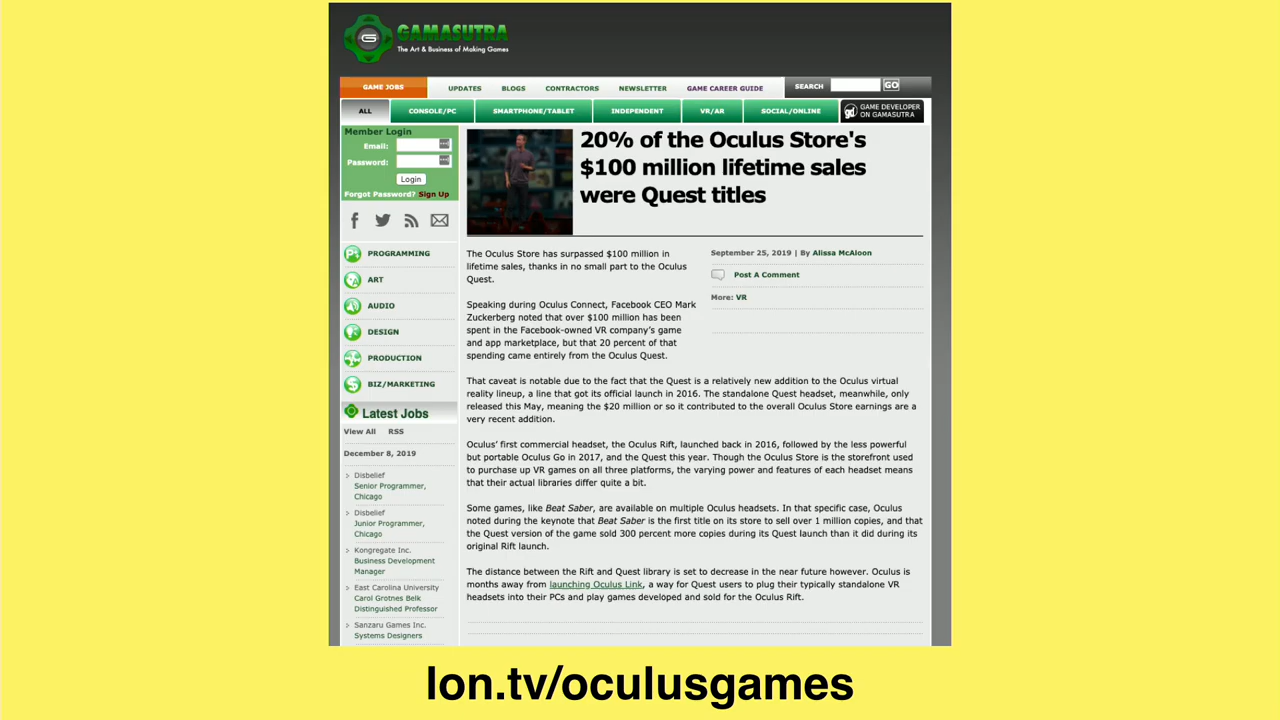 GAMASUTRA
The Art & Business of Making Games
GAME JOBS
UPDATES
BLOGS
CONTRACTORS
NEWSLETTER
GAME CAREER GUIDE
SEARCH
GO
ALL
CONSOLE/PC
SMARTPHONE/TABLET
INDEPENDENT
VR/AR
SOCIAL/ONLINE
GAME DEVELOPER
ON GAMASUTRA
Member Login
Email:
Password:
Login
Forgot Password? Sign Up
PROGRAMMING
ART
AUDIO
DESIGN
PRODUCTION
BIZ/MARKETING
Latest Jobs
View All RSS
December 8, 2019
Disbelief
Senior Programmer,
Chicago
Disbelief
Junior Programmer,
Chicago
Kongregate Inc.
Business Development
Manager
East Carolina University
Carol Grotnes Belk
Distinguished Professor
Sanzaru Games Inc.
Systems Designers
20% of the Oculus Store's
$100 million lifetime sales
were Quest titles
September 25, 2019 | By Alissa McAloon
Post A Comment
More: VR
The Oculus Store has surpassed $100 million in
lifetime sales, thanks in no small part to the Oculus
Quest.
Speaking during Oculus Connect, Facebook CEO Mark
Zuckerberg noted that over $100 million has been
spent in the Facebook-owned VR company's game
and app marketplace, but that 20 percent of that
spending came entirely from the Oculus Quest.
That caveat is notable due to the fact that the Quest is a relatively new addition to the Oculus virtual
reality lineup, a line that got its official launch in 2016. The standalone Quest headset, meanwhile, only
released this May, meaning the $20 million or so it contributed to the overall Oculus Store earnings are a
very recent addition.
Oculus' first commercial headset, the Oculus Rift, launched back in 2016, followed by the less powerful
but portable Oculus Go in 2017, and the Quest this year. Though the Oculus Store is the storefront used
to purchase up VR games on all three platforms, the varying power and features of each headset means
that their actual libraries differ quite a bit.
Some games, like Beat Saber, are available on multiple Oculus headsets. In that specific case, Oculus
noted during the keynote that Beat Saber is the first title on its store to sell over 1 million copies, and that
the Quest version of the game sold 300 percent more copies during its Quest launch than it did during its
original Rift launch.
The distance between the Rift and Quest library is set to decrease in the near future however. Oculus is
months away from launching Oculus Link, a way for Quest users to plug their typically standalone VR
headsets into their PCs and play games developed and sold for the Oculus Rift.
lon.tv/oculusgames